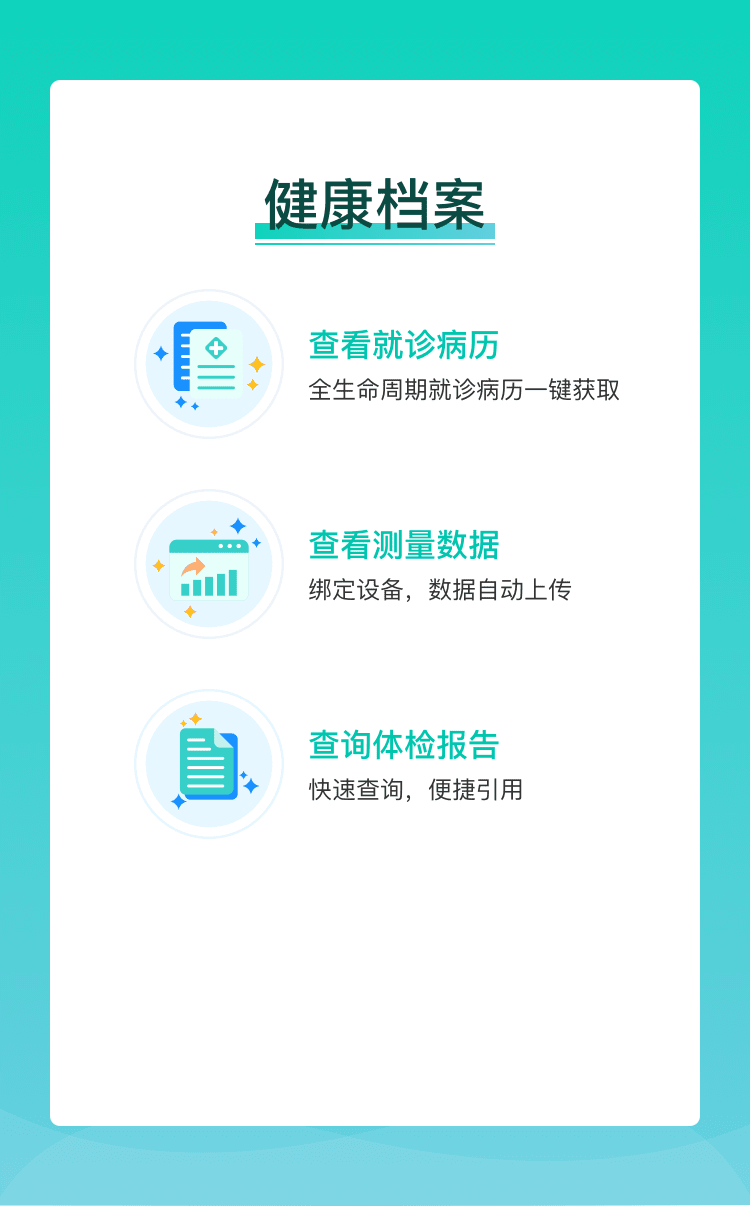 健康档案
查看就诊病历
全生命周期就诊病历一键获取
查看测量数据
绑定设备，数据自动上传
查询体检报告
快速查询，便捷引用